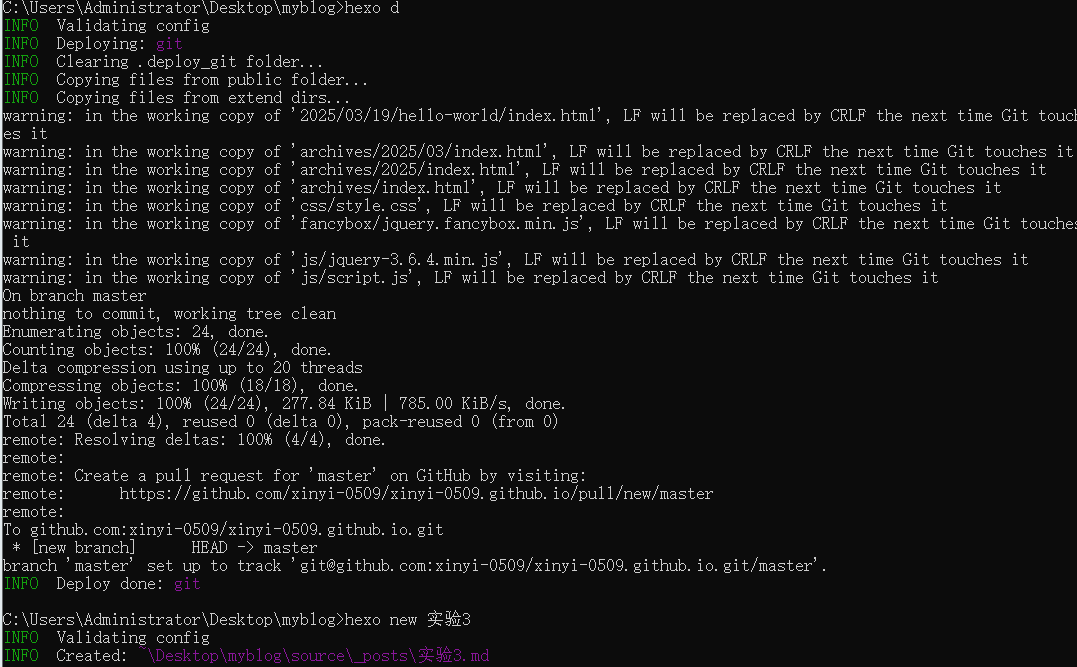 C:\Users\Administrator\Desktop\myblog>hexo d
INFO  Validating config
INFO  Deploying: git
INFO  Clearing .deploy_git folder...
INFO  Copying files from public folder...
INFO  Copying files from extend dirs...
warning: in the working copy of '2025/03/19/hello-world/index.html', LF will be replaced by CRLF the next time Git touch
es it
warning: in the working copy of 'archives/2025/03/index.html', LF will be replaced by CRLF the next time Git touches it
warning: in the working copy of 'archives/2025/index.html', LF will be replaced by CRLF the next time Git touches it
warning: in the working copy of 'archives/index.html', LF will be replaced by CRLF the next time Git touches it
warning: in the working copy of 'css/style.css', LF will be replaced by CRLF the next time Git touches it
warning: in the working copy of 'fancybox/jquery.fancybox.min.js', LF will be replaced by CRLF the next time Git touches
 it
warning: in the working copy of 'js/jquery-3.6.4.min.js', LF will be replaced by CRLF the next time Git touches it
warning: in the working copy of 'js/script.js', LF will be replaced by CRLF the next time Git touches it
On branch master
nothing to commit, working tree clean
Enumerating objects: 24, done.
Counting objects: 100% (24/24), done.
Delta compression using up to 20 threads
Compressing objects: 100% (18/18), done.
Writing objects: 100% (24/24), 277.84 KiB | 785.00 KiB/s, done.
Total 24 (delta 4), reused 0 (delta 0), pack-reused 0 (from 0)
remote: Resolving deltas: 100% (4/4), done.
remote:
remote: Create a pull request for 'master' on GitHub by visiting:
remote:      https://github.com/xinyi-0509/xinyi-0509.github.io/pull/new/master
remote:
To github.com:xinyi-0509/xinyi-0509.github.io.git
 * [new branch]      HEAD -> master
branch 'master' set up to track 'git@github.com:xinyi-0509/xinyi-0509.github.io.git/master'.
INFO  Deploy done: git
C:\Users\Administrator\Desktop\myblog>hexo new 实验3
INFO  Validating config
INFO  Created: ~\Desktop\myblog\source\_posts\实验3.md